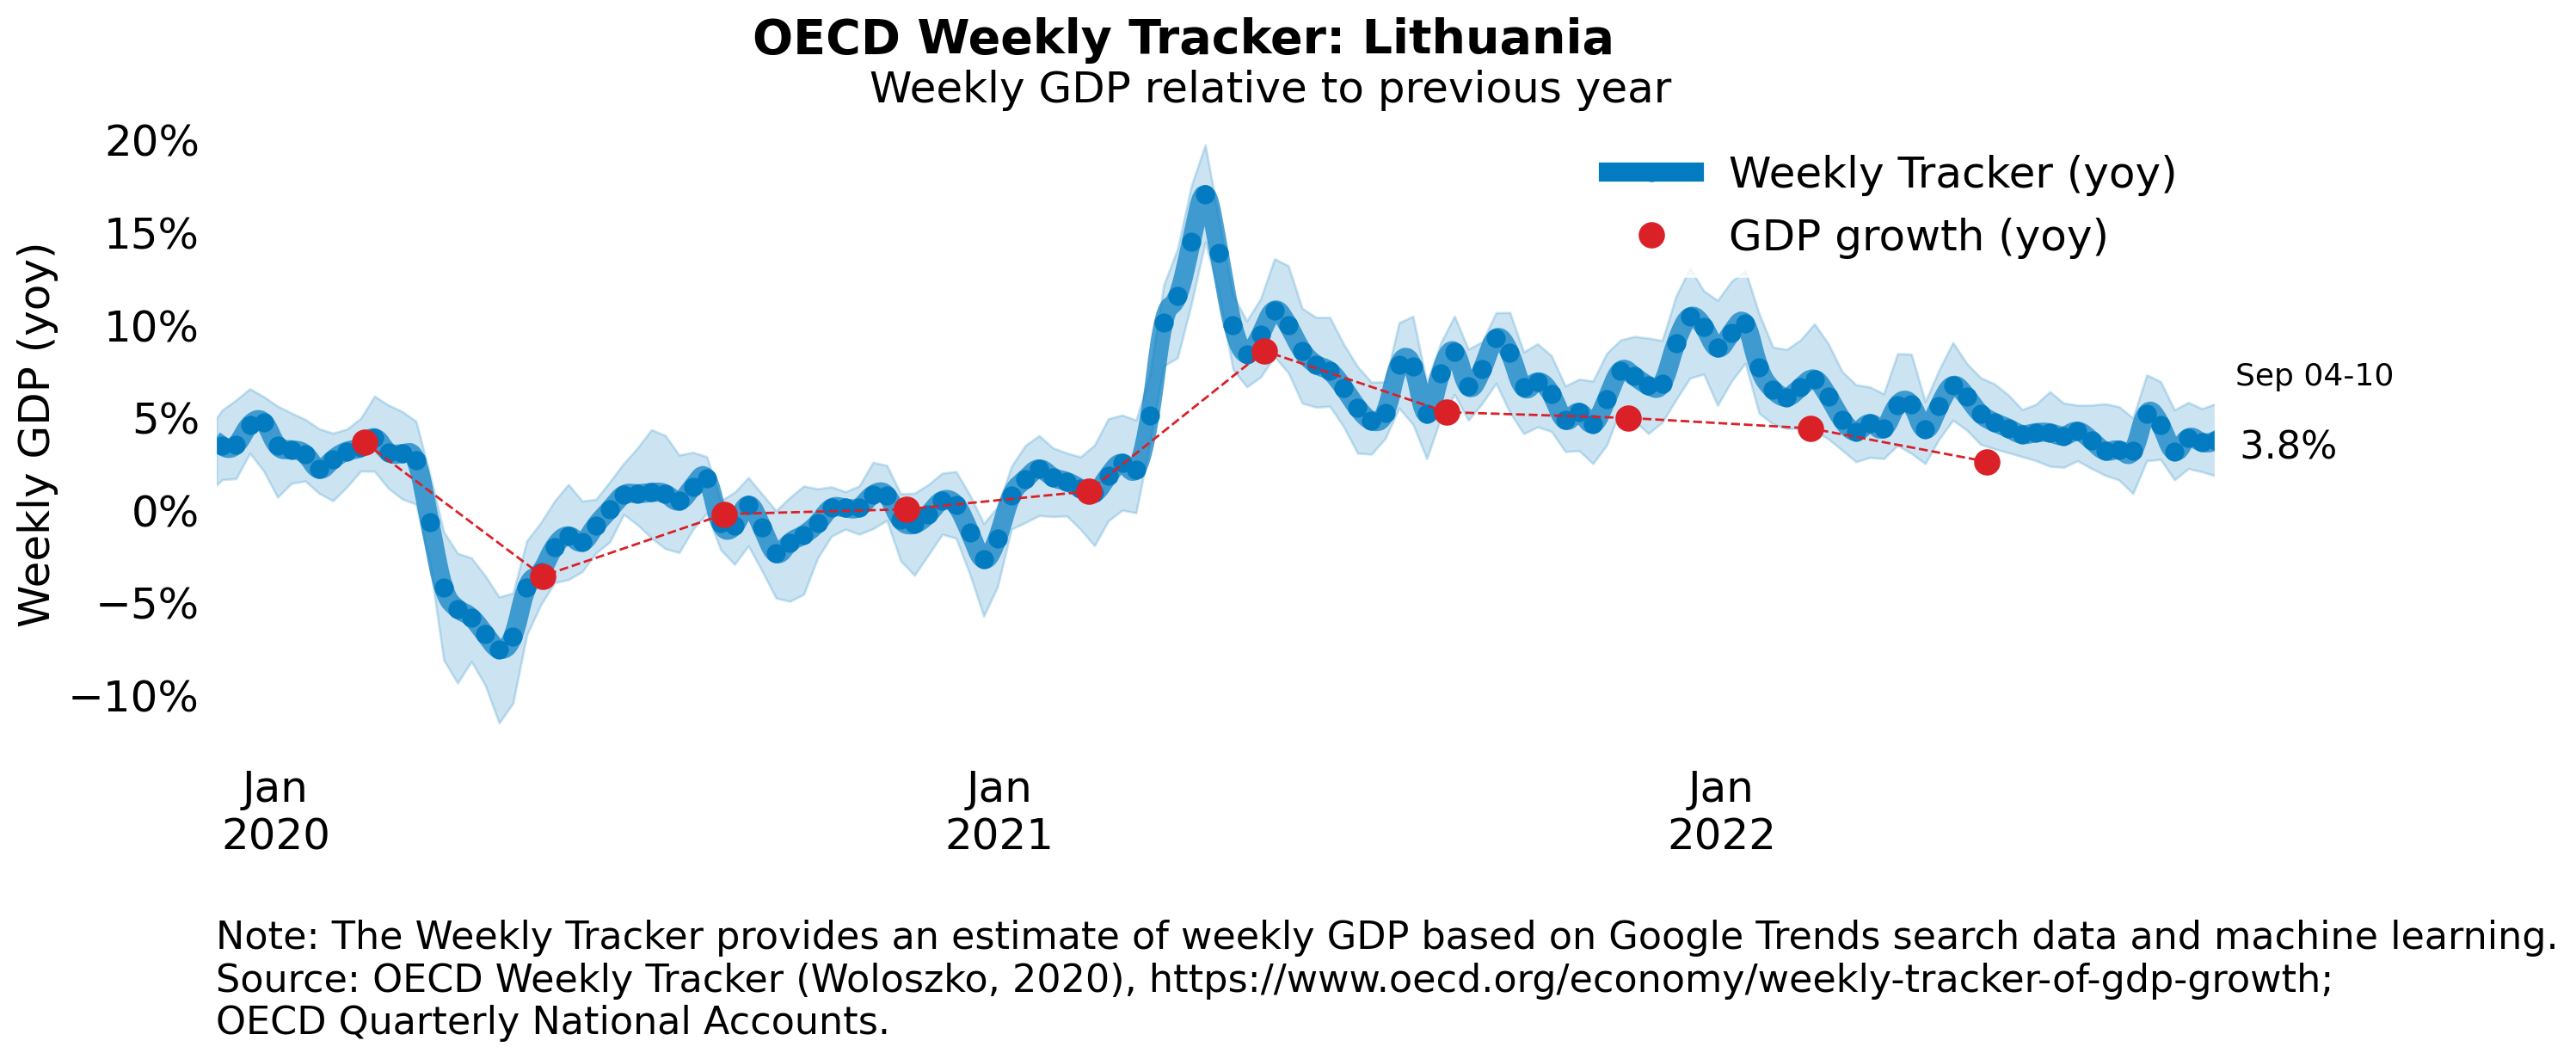 OECD Weekly Tracker: Lithuania
Weekly GDP relative to previous year
Weekly GDP (yoy)
20%
15%
10%
5%
0%
−5%
−10%
Weekly Tracker (yoy)
GDP growth (yoy)
Sep 04-10
3.8%
Jan
2020
Jan
2021
Jan
2022
Note: The Weekly Tracker provides an estimate of weekly GDP based on Google Trends search data and machine learning.
Source: OECD Weekly Tracker (Woloszko, 2020), https://www.oecd.org/economy/weekly-tracker-of-gdp-growth;
OECD Quarterly National Accounts.